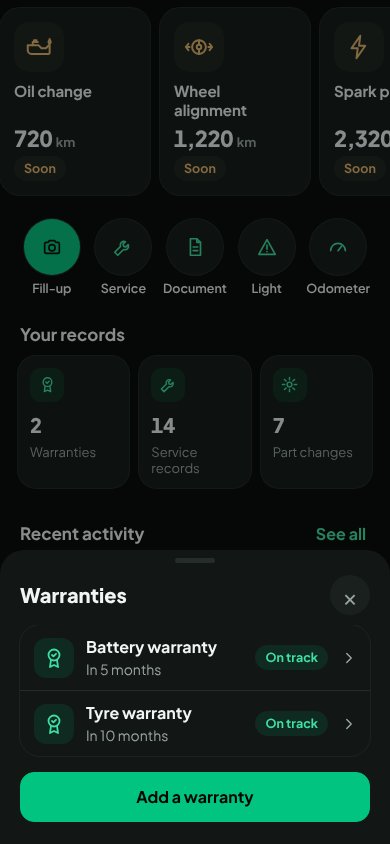 Oil change
720 km
Soon
Wheel
alignment
1,220 km
Soon
Spark p
2,320
Soon
Fill-up
Service
Document
Light
Odometer
Your records
2
Warranties
14
Service
records
7
Part changes
Recent activity
See all
Warranties
Battery warranty
In 5 months
On track
Tyre warranty
In 10 months
On track
Add a warranty